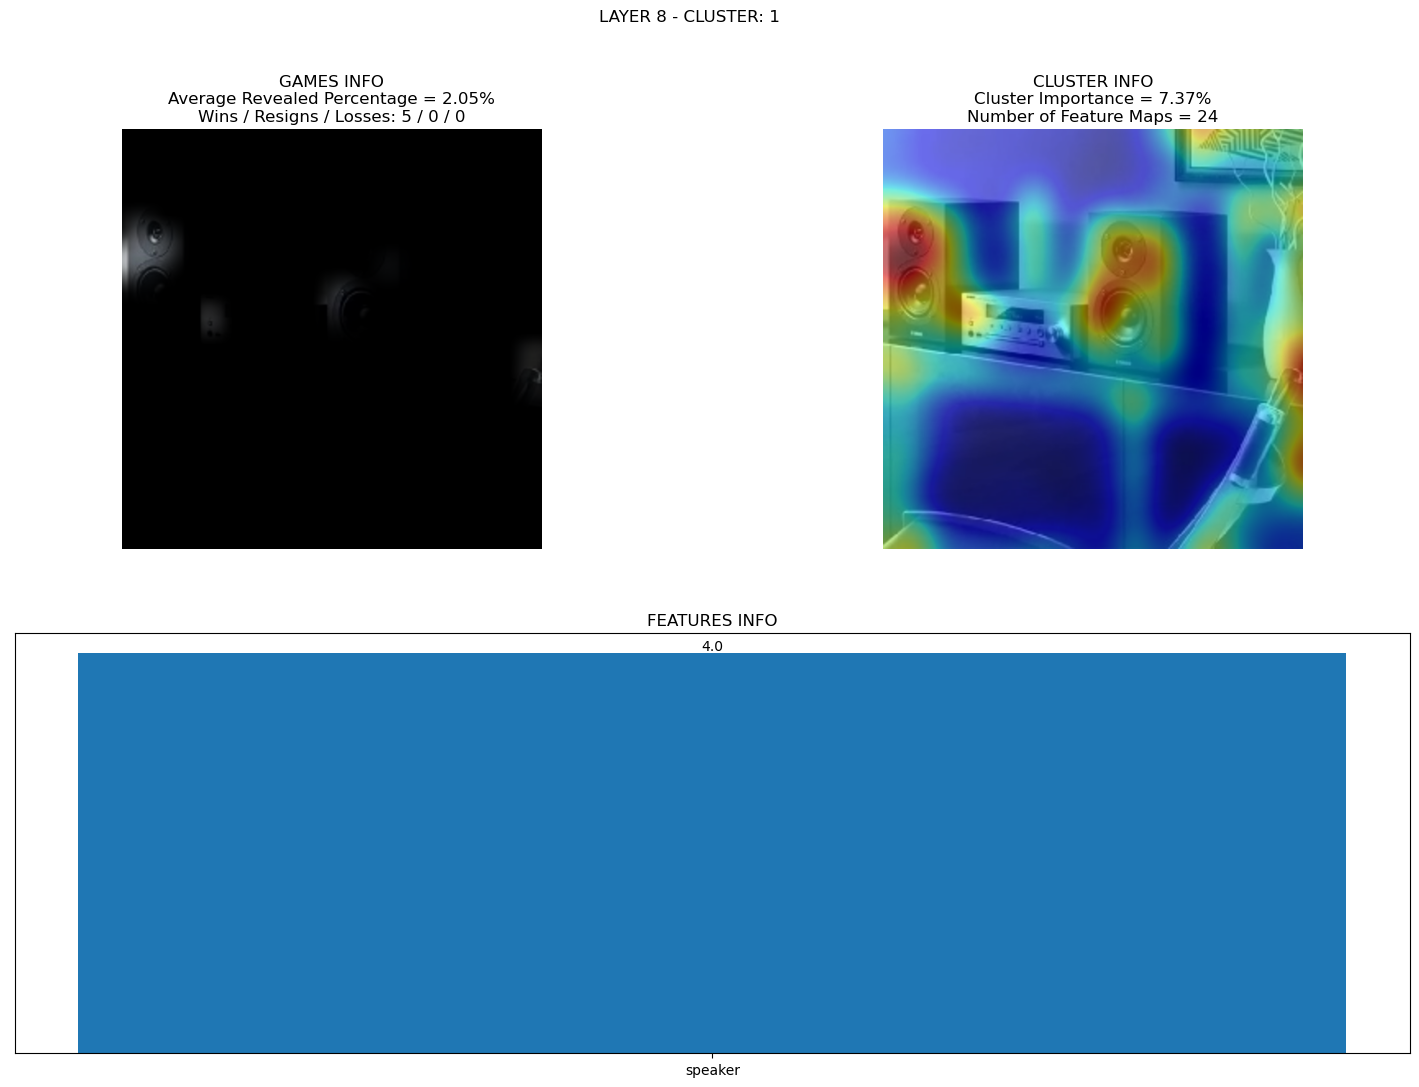 LAYER 8 - CLUSTER: 1
GAMES INFO
Average Revealed Percentage = 2.05%
Wins / Resigns / Losses: 5 / 0 / 0
CLUSTER INFO
Cluster Importance = 7.37%
Number of Feature Maps = 24
FEATURES INFO
4.0
speaker